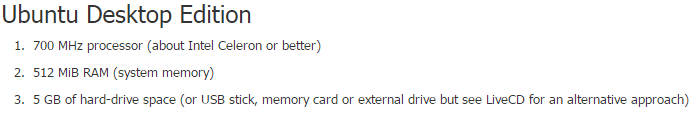 Ubuntu Desktop Edition
1. 700 MHz processor (about Intel Celeron or better)
2. 512 MiB RAM (system memory)
3. 5 GB of hard-drive space (or USB stick, memory card or external drive but see LiveCD for an alternative approach)